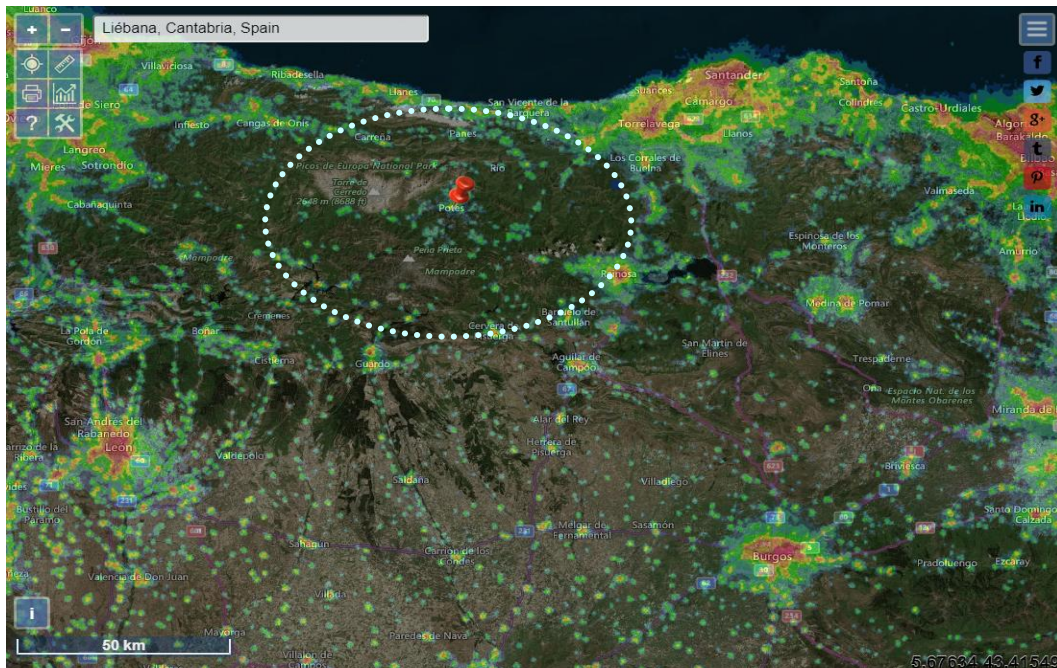 Liébana, Cantabria, Spain
Luanco
Gijón
Villaviciosa
Ribadesella
Llanes
San Vicente de la
Barquera
Suances
Santander
Camargo
Santoña
Colindres
Castro-Urdiales
Torrelavega
Llanos
de Siero
Infiesto
Cangas de Onís
Carreña
Panes
Langreo
Mieres
Sotrondio
Picos de Europa National Park
Río
Los Corrales de
Buelna
Valmaseda
Torre de
Cerredo
2648 m (8688 ft)
Potes
Cabañaquinta
Espinosa de los
Monteros
Amurrio
Mampodre
Peña Prieta
Mampodre
Reinosa
Medina de Pomar
Crémenes
Barruelo de
Santullán
La Pola de
Gordón
Boñar
Cistierna
Cervera de
Pisuerga
San Martín de
Elines
Guardo
Aguilar de
Campoo
Trespaderne
Oña
Espacio Nat. de los
Montes Obarenes
Miranda de
San Andrés del
Rabanedo
León
Alar del Rey
Herrera de
Pisuerga
Valdepolo
Briviesca
Saldaña
Villadiego
Bustillo del
Páramo
Santo Domingo
Calzada
Melgar de
Fernamental
Sasamón
Sahagún
Carrión de los
Condes
Burgos
Pradoluengo
Ezcaray
Valencia de Don Juan
Villada
Mayorga
Paredes de Nava
Villalón de
Campos
50 km